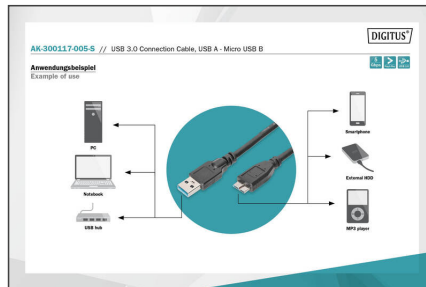 DIGITUS®
AK-300117-005-S // USB 3.0 Connection Cable, USB A - Micro USB B
Anwendungsbeispiel
Example of use
PC
Notebook
USB hub
Smartphone
External HDD
MP3 player